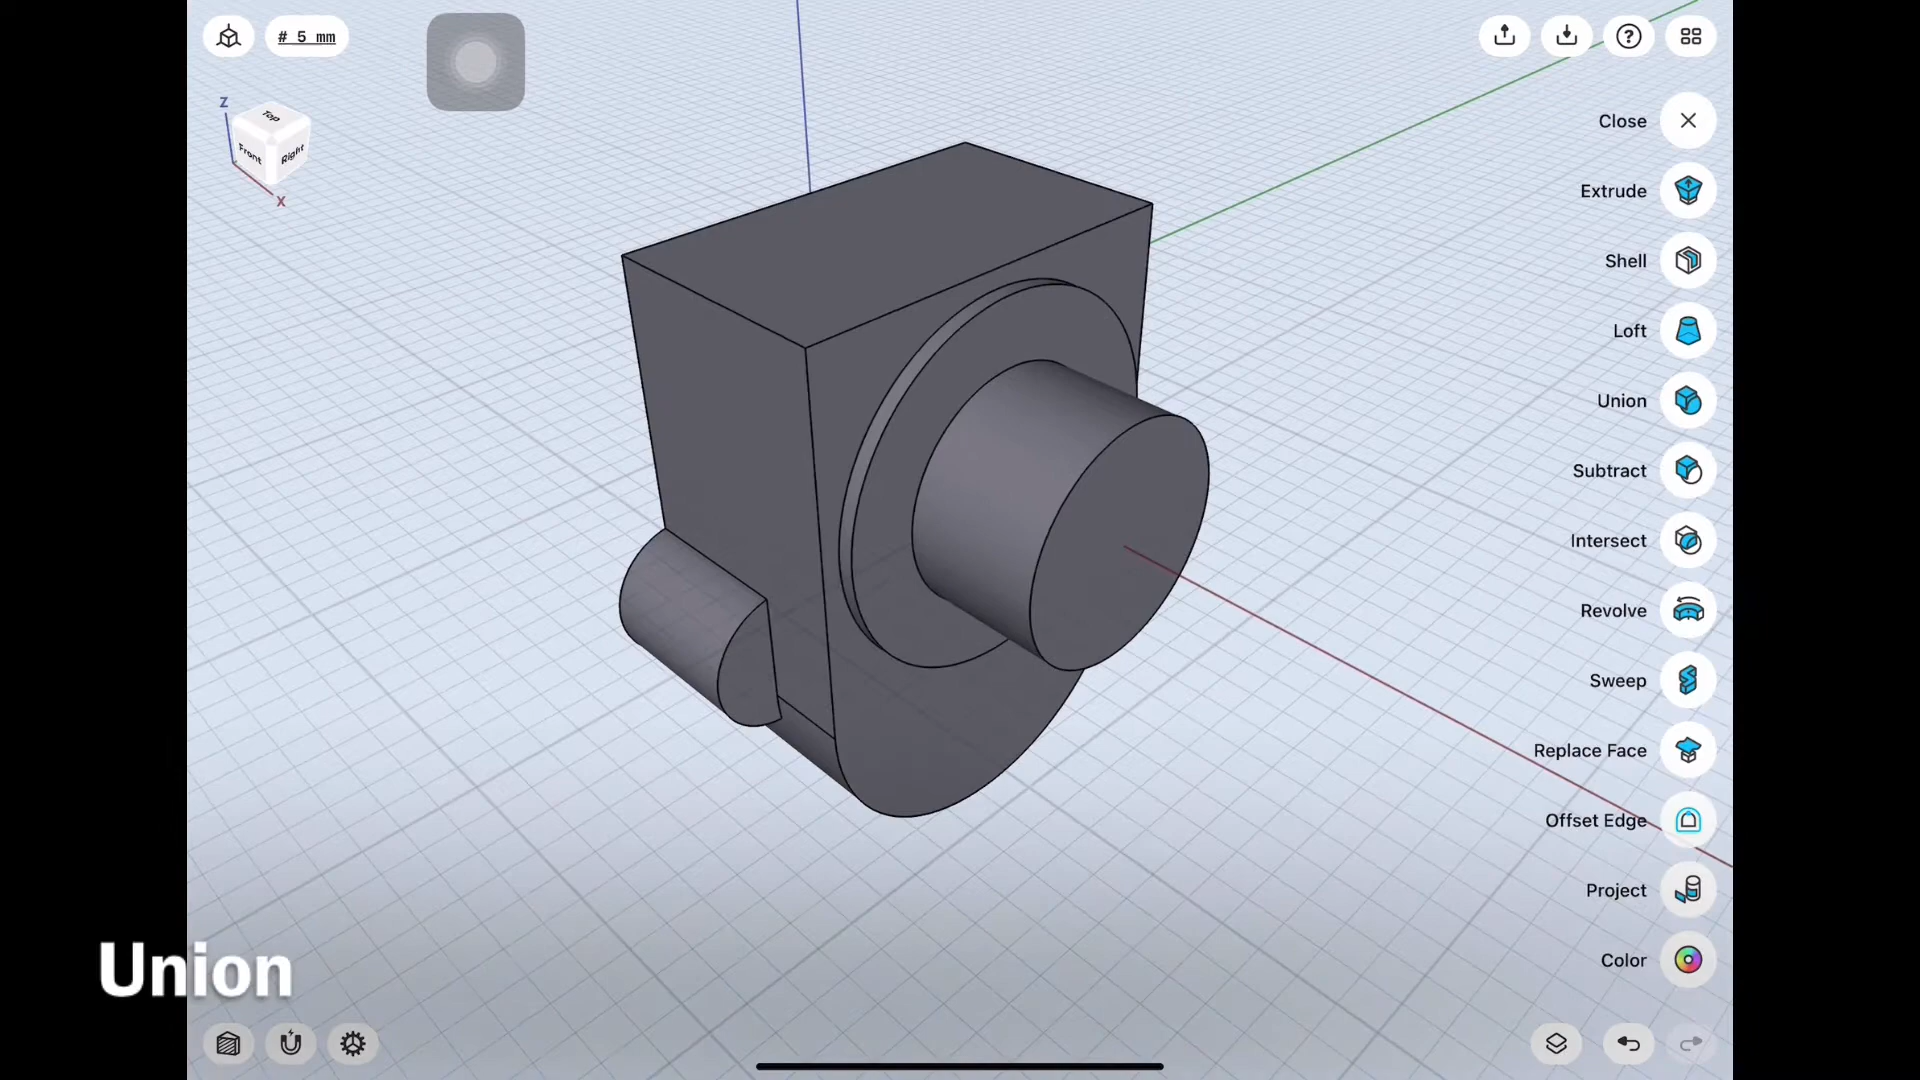 # 5 mm
Z
Top
Front
Right
X
Close
Extrude
Shell
Loft
Union
Subtract
Intersect
Revolve
Sweep
Replace Face
Offset Edge
Project
Color
Union